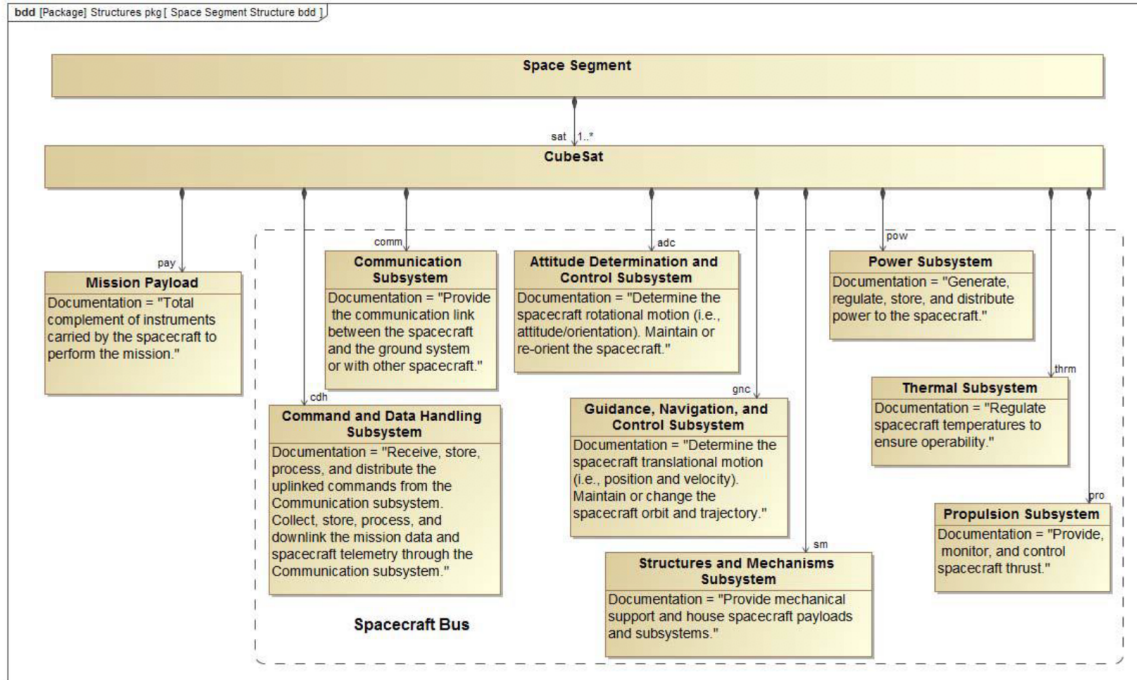 bdd [Package] Structures pkg [ Space Segment Structure bdd ]
Space Segment
sat 1..*
CubeSat
pay
Mission Payload
Documentation = "Total
complement of instruments
carried by the spacecraft to
perform the mission."
comm
Communication
Subsystem
Documentation = "Provide
the communication link
between the spacecraft
and the ground system
or with other spacecraft."
adc
Attitude Determination and
Control Subsystem
Documentation = "Determine the
spacecraft rotational motion (i.e.,
attitude/orientation). Maintain or
re-orient the spacecraft."
pow
Power Subsystem
Documentation = "Generate,
regulate, store, and distribute
power to the spacecraft."
cdh
Command and Data Handling
Subsystem
Documentation = "Receive, store,
process, and distribute the
uplinked commands from the
Communication subsystem.
Collect, store, process, and
downlink the mission data and
spacecraft telemetry through the
Communication subsystem."
gnc
Guidance, Navigation, and
Control Subsystem
Documentation = "Determine the
spacecraft translational motion
(i.e., position and velocity).
Maintain or change the
spacecraft orbit and trajectory."
thrm
Thermal Subsystem
Documentation = "Regulate
spacecraft temperatures to
ensure operability."
pro
Propulsion Subsystem
Documentation = "Provide,
monitor, and control
spacecraft thrust."
sm
Structures and Mechanisms
Subsystem
Documentation = "Provide mechanical
support and house spacecraft payloads
and subsystems."
Spacecraft Bus